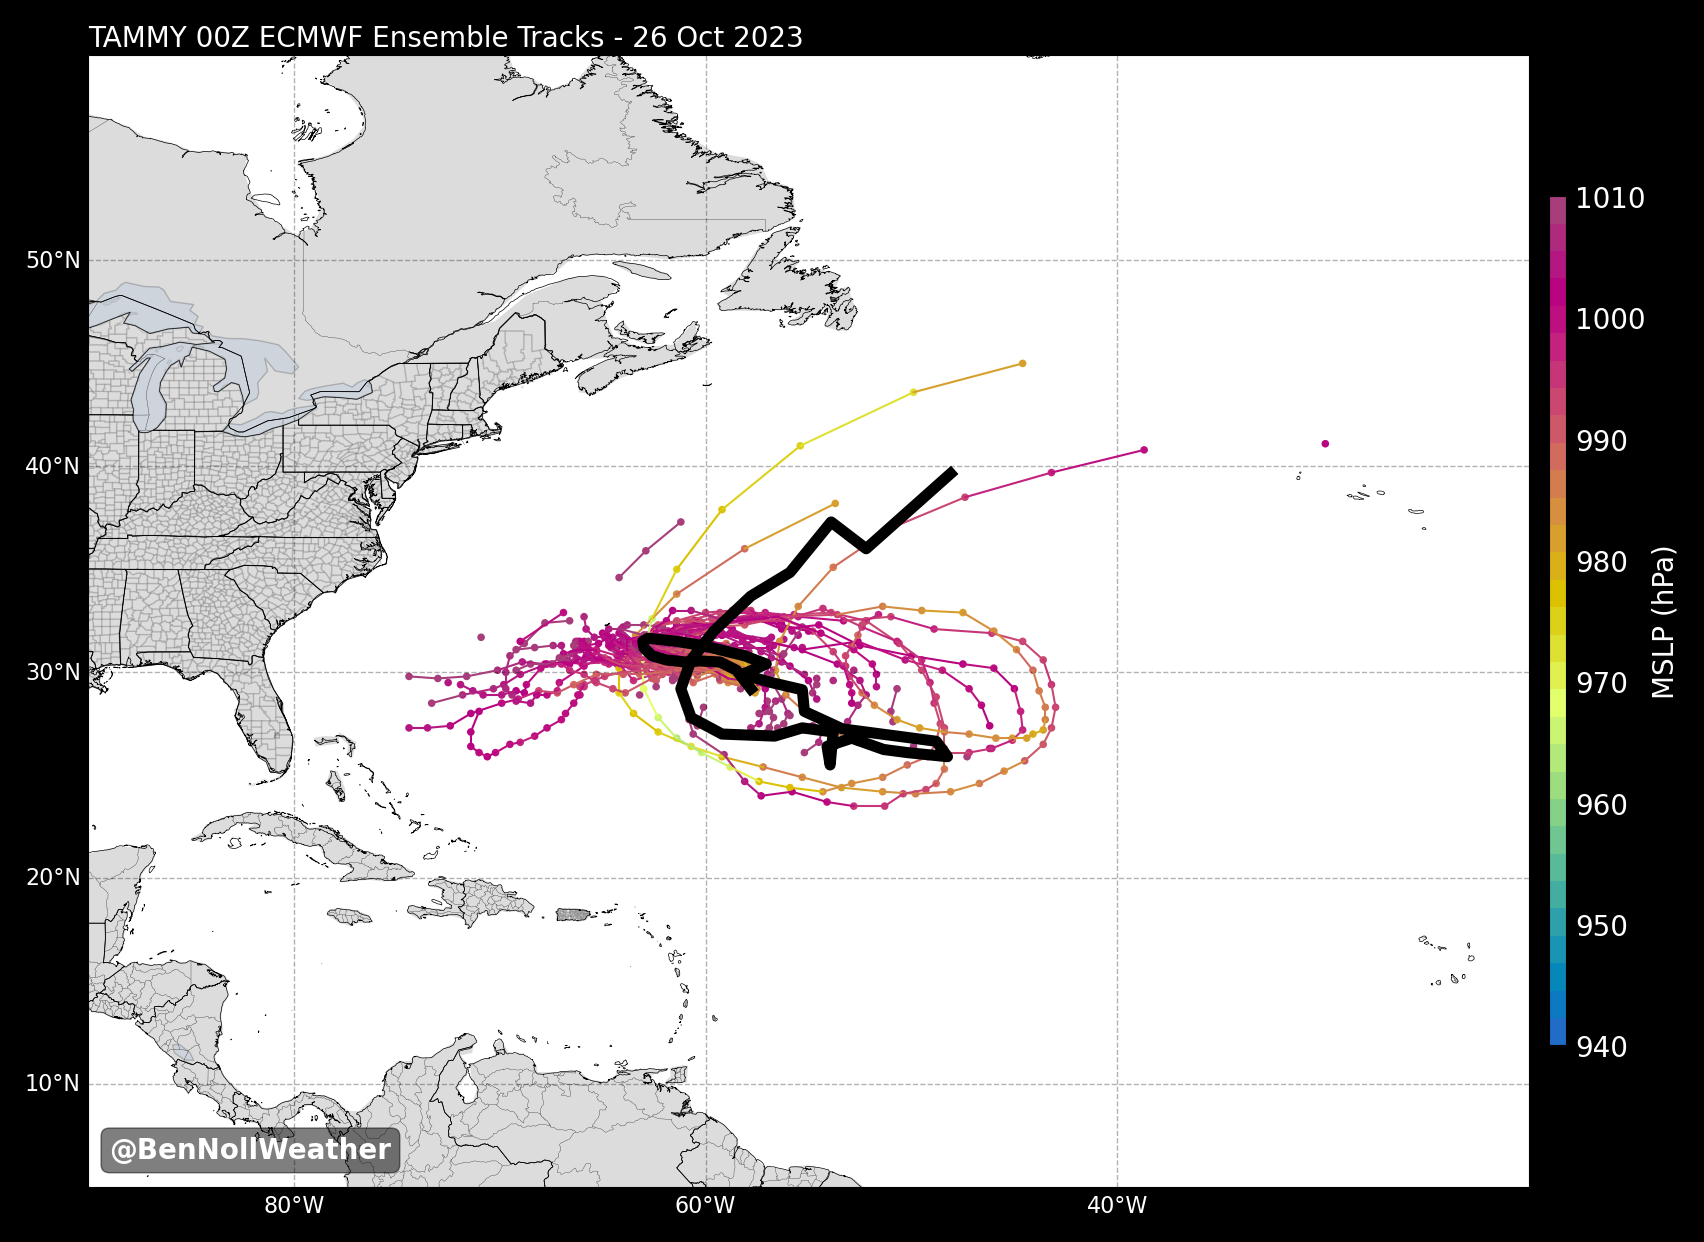 TAMMY 00Z ECMWF Ensemble Tracks - 26 Oct 2023
50°N
40°N
30°N
20°N
10°N
80°W
60°W
40°W
1010
1000
990
980
970
960
950
940
MSLP (hPa)
@BenNollWeather